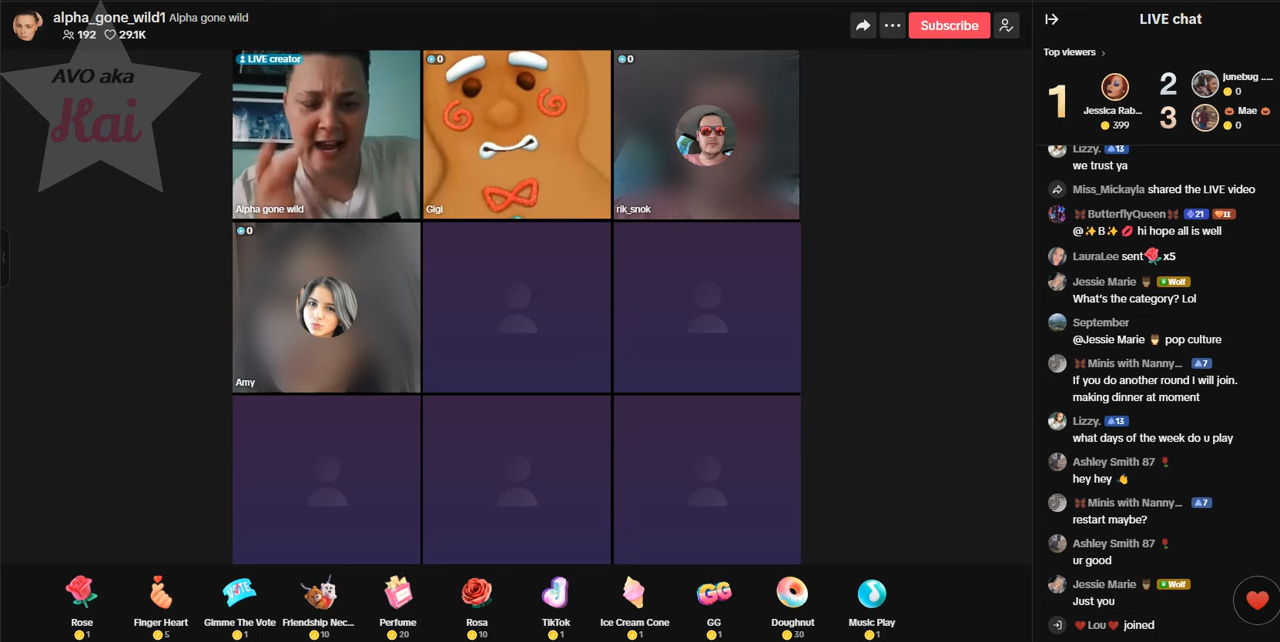 alpha_gone_wild1 Alpha gone wild
192 29.1K
Subscribe
AVO aka
Kai
LIVE creator
Alpha gone wild
0
Gigi
0
rik_snok
0
Amy
Rose
1
Finger Heart
5
VOTE
Gimme The Vote
1
Friendship Nec...
10
Perfume
20
Rosa
10
TikTok
1
Ice Cream Cone
1
GG
GG
1
Doughnut
30
Music Play
1
LIVE chat
Top viewers
1
Jessica Rab...
399
2
junebug .....
0
3
🎃 Mae 🎃
0
Lizzy. 13
we trust ya
Miss_Mickayla shared the LIVE video
🦋ButterflyQueen🦋 21 II
@✨B✨ 💋 hi hope all is well
LauraLee sent🌹x5
Jessie Marie Wolf
What's the category? Lol
September
@Jessie Marie pop culture
🦋 Minis with Nanny... 7
If you do another round I will join.
making dinner at moment
Lizzy. 13
what days of the week do u play
Ashley Smith 87 🌹
hey hey 👋
🦋 Minis with Nanny... 7
restart maybe?
Ashley Smith 87 🌹
ur good
Jessie Marie Wolf
Just you
❤️Lou❤️ joined